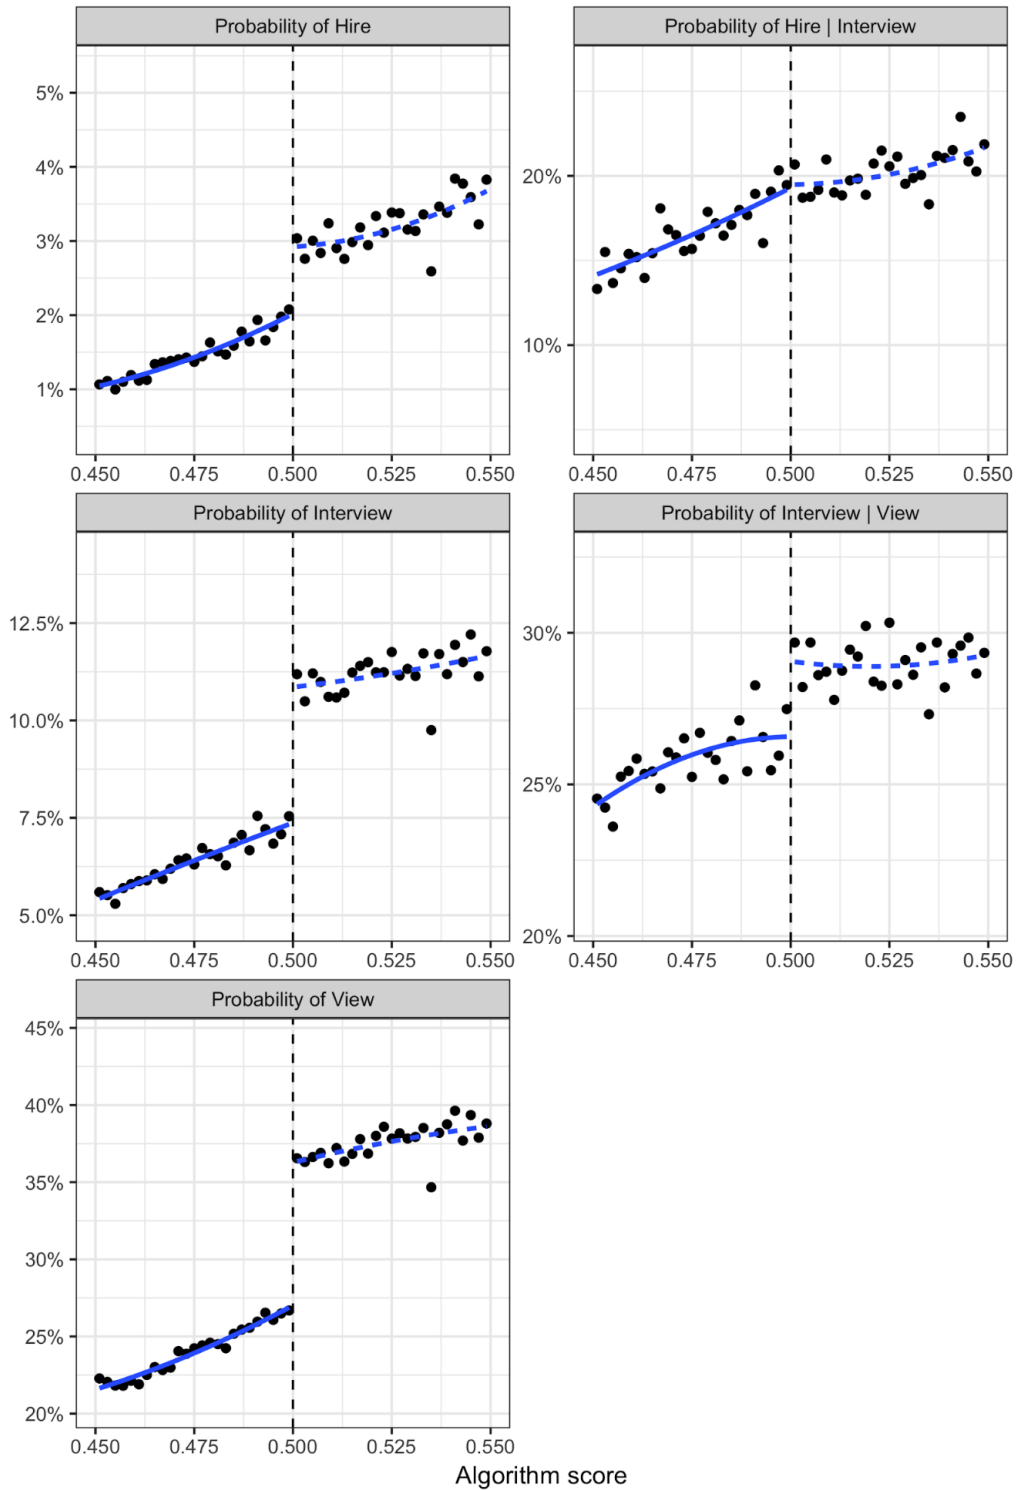 Probability of Hire
5%
4%
3%
2%
1%
0.450 0.475 0.500 0.525 0.550
Probability of Hire | Interview
20%
10%
0.450 0.475 0.500 0.525 0.550
Probability of Interview
12.5%
10.0%
7.5%
5.0%
0.450 0.475 0.500 0.525 0.550
Probability of Interview | View
30%
25%
20%
0.450 0.475 0.500 0.525 0.550
Probability of View
45%
40%
35%
30%
25%
20%
0.450 0.475 0.500 0.525 0.550
Algorithm score